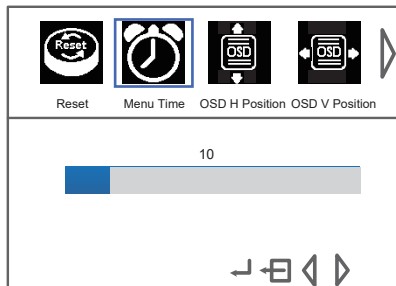 Reset
OSD
OSD
Reset
Menu Time
OSD H Position
OSD V Position
10